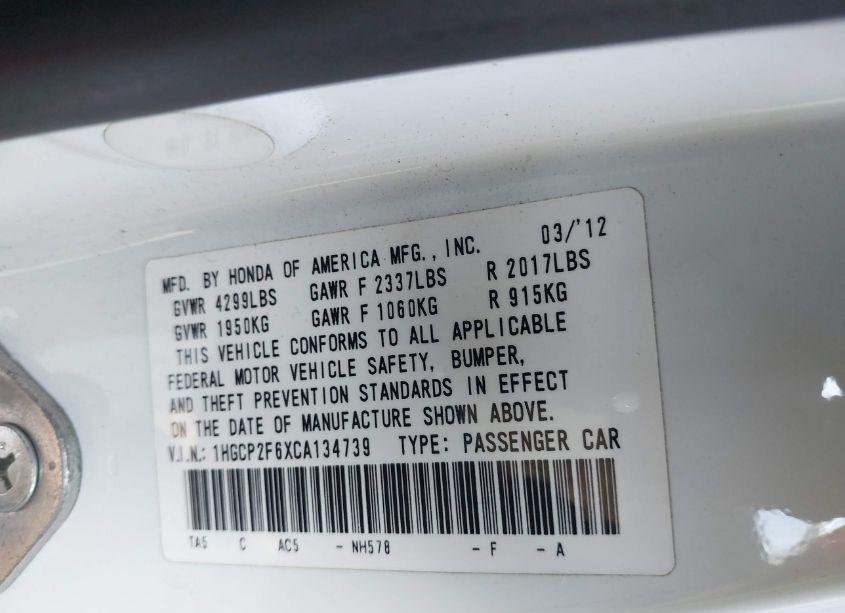 MFD. BY HONDA OF AMERICA MFG., INC. 03/'12
GVWR 4299LBS GAWR F 2337LBS R 2017LBS
GVWR 1950KG GAWR F 1060KG R 915KG
THIS VEHICLE CONFORMS TO ALL APPLICABLE
FEDERAL MOTOR VEHICLE SAFETY, BUMPER,
AND THEFT PREVENTION STANDARDS IN EFFECT
ON THE DATE OF MANUFACTURE SHOWN ABOVE.
V.I.N.: 1HGCP2F6XCA134739 TYPE: PASSENGER CAR
TA5 C AC5 - NH578 - F - A